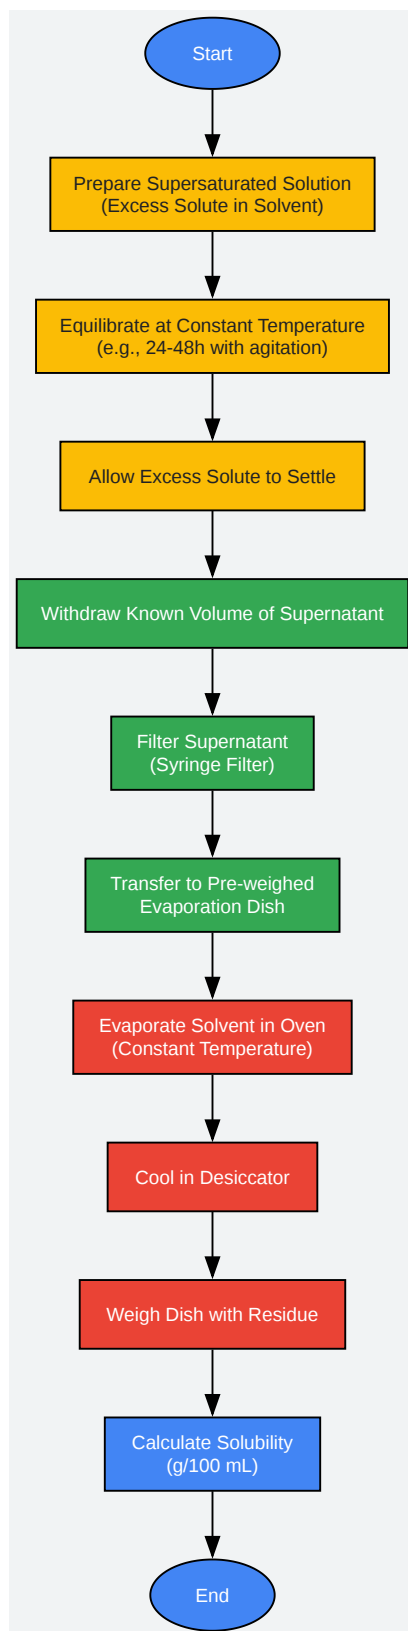 Start
Prepare Supersaturated Solution
(Excess Solute in Solvent)
Equilibrate at Constant Temperature
(e.g., 24-48h with agitation)
Allow Excess Solute to Settle
Withdraw Known Volume of Supernatant
Filter Supernatant
(Syringe Filter)
Transfer to Pre-weighed
Evaporation Dish
Evaporate Solvent in Oven
(Constant Temperature)
Cool in Desiccator
Weigh Dish with Residue
Calculate Solubility
(g/100 mL)
End